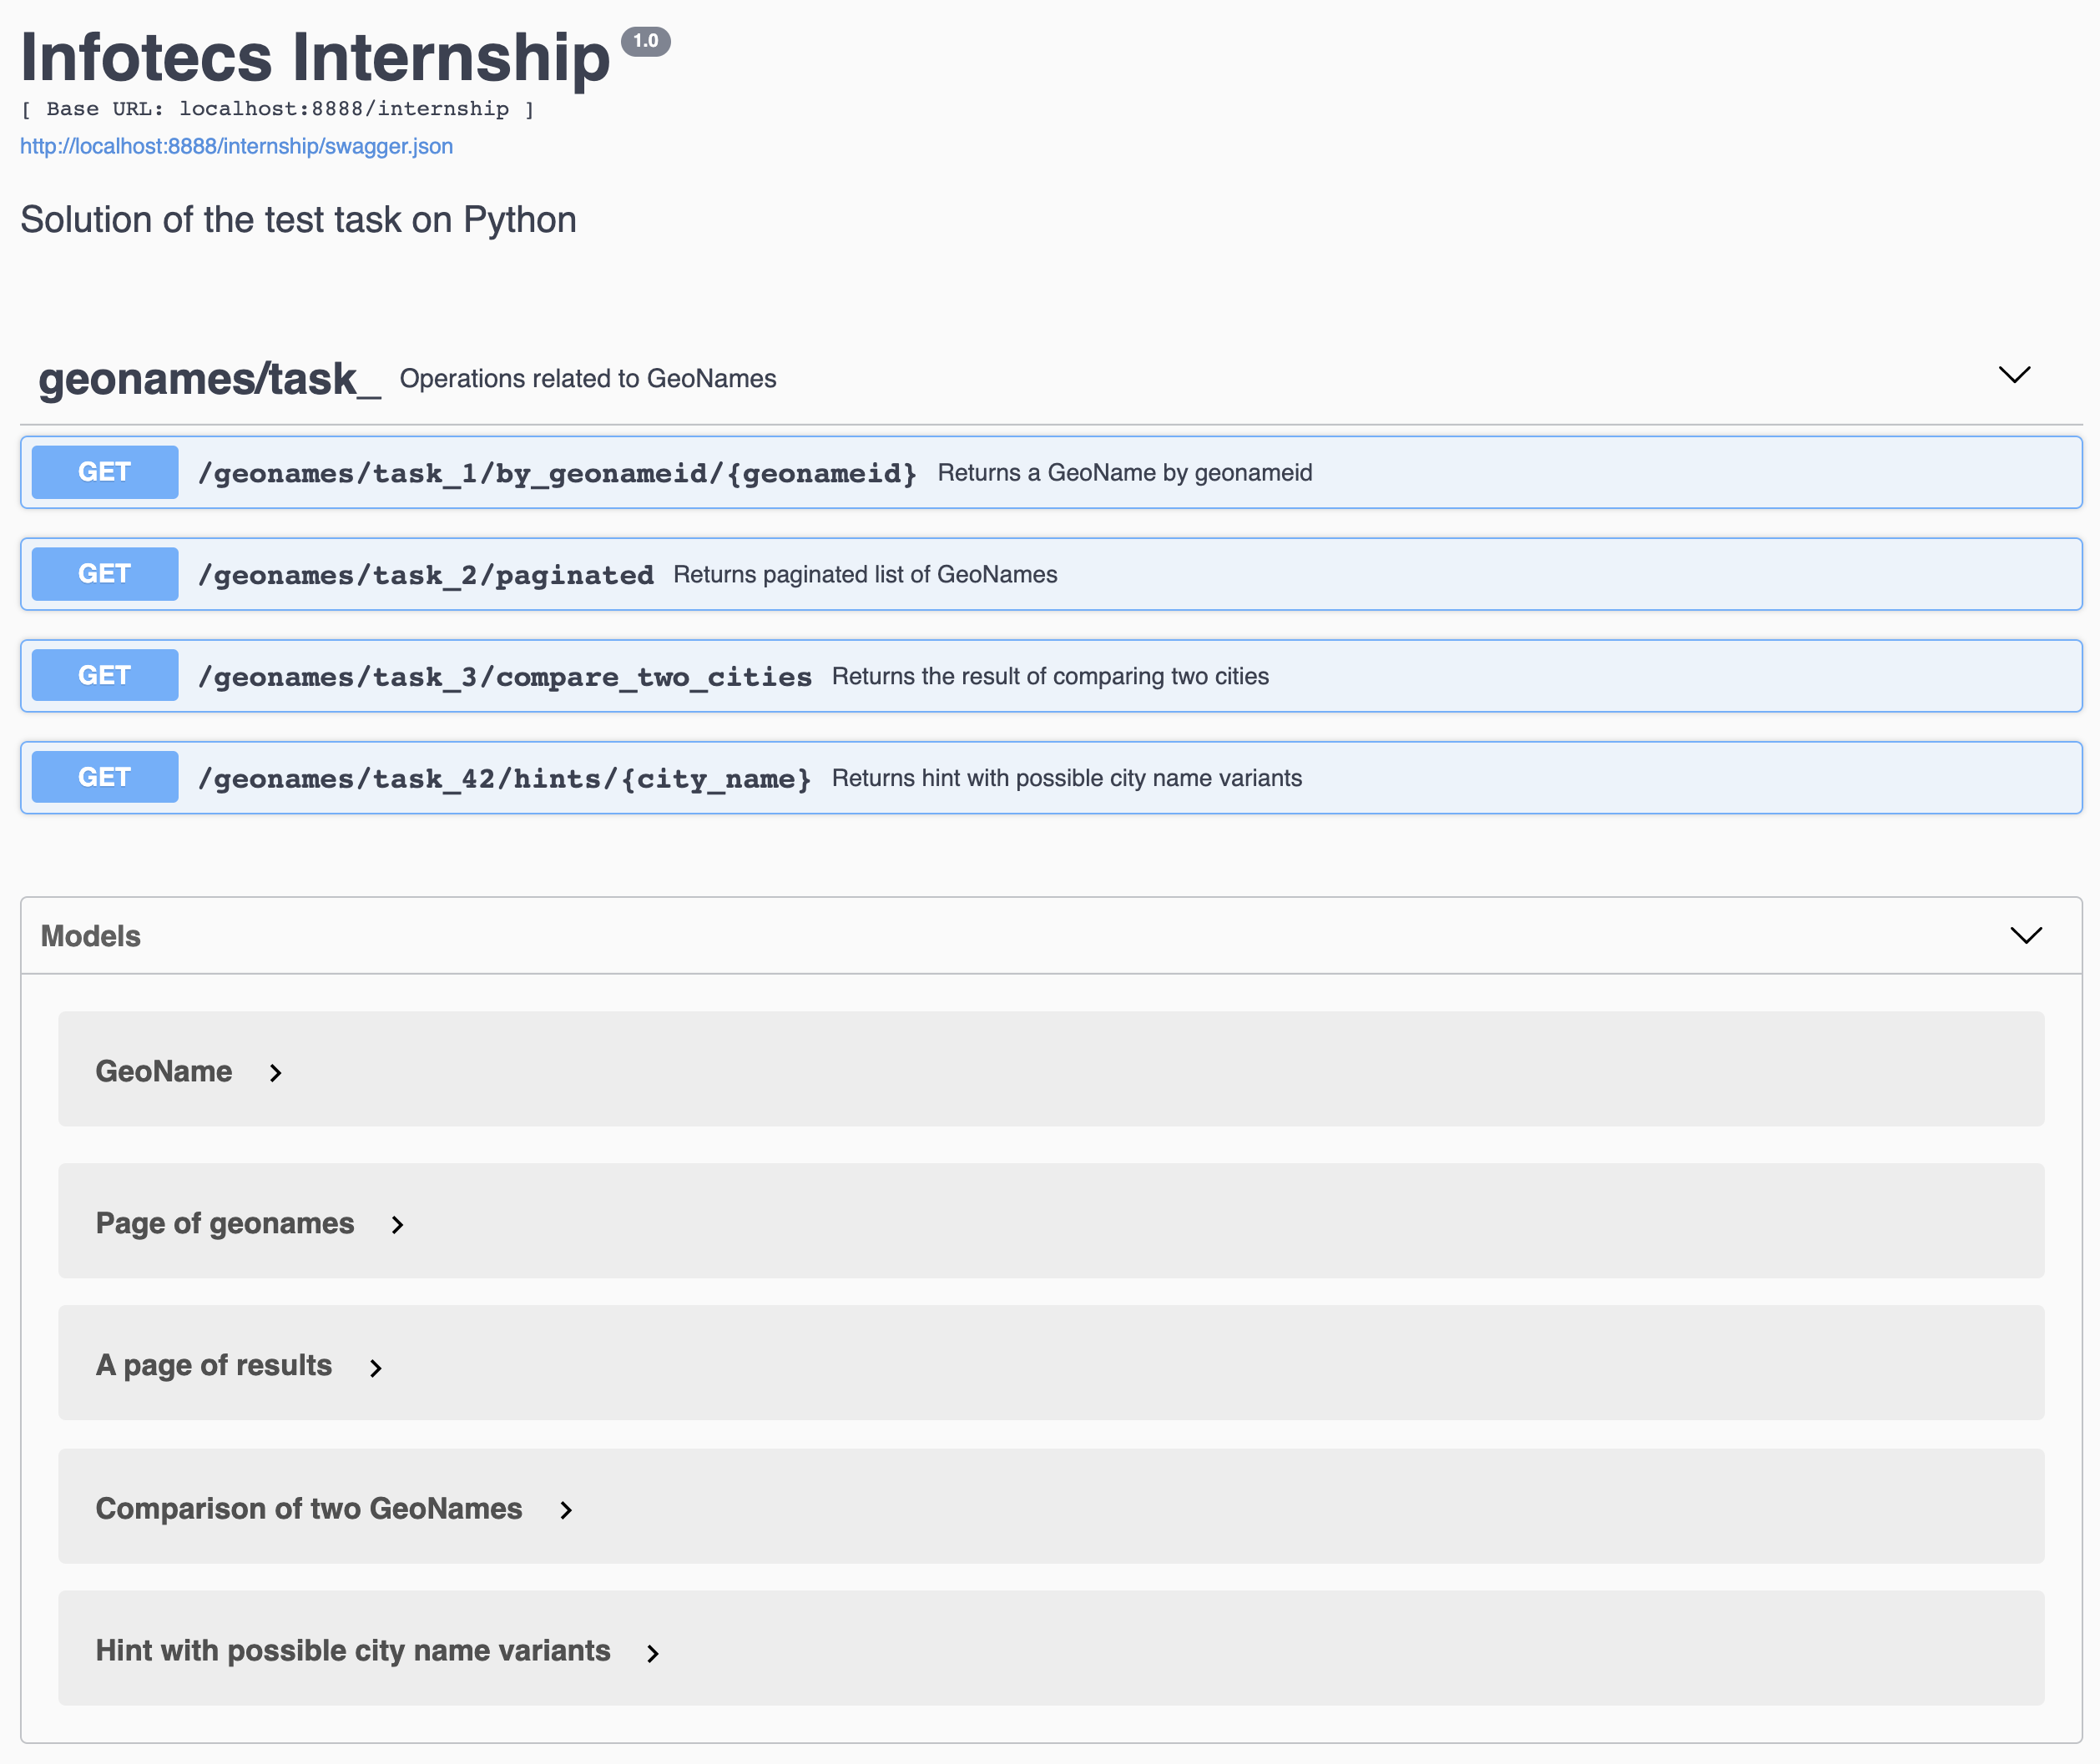 Infotecs Internship 1.0
[ Base URL: localhost:8888/internship ]
http://localhost:8888/internship/swagger.json
Solution of the test task on Python
geonames/task_ Operations related to GeoNames
GET /geonames/task_1/by_geonameid/{geonameid} Returns a GeoName by geonameid
GET /geonames/task_2/paginated Returns paginated list of GeoNames
GET /geonames/task_3/compare_two_cities Returns the result of comparing two cities
GET /geonames/task_42/hints/{city_name} Returns hint with possible city name variants
Models
GeoName
Page of geonames
A page of results
Comparison of two GeoNames
Hint with possible city name variants